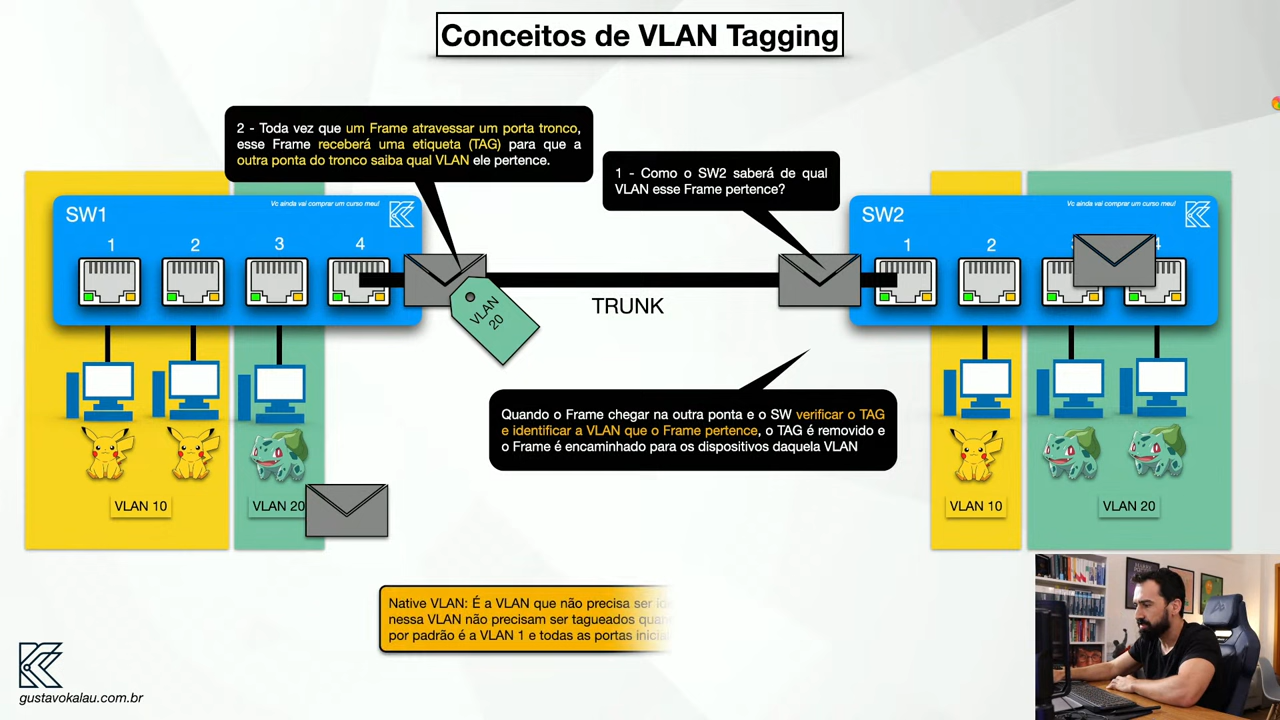 Conceitos de VLAN Tagging
2 - Toda vez que um Frame atravessar um porta tronco,
esse Frame receberá uma etiqueta (TAG) para que a
outra ponta do tronco saiba qual VLAN ele pertence.
1 - Como o SW2 saberá de qual
VLAN esse Frame pertence?
SW1
Vc ainda vai comprar um curso meu!
1 2 3 4
SW2
Vc ainda vai comprar um curso meu!
1 2 4
VLAN
20
TRUNK
Quando o Frame chegar na outra ponta e o SW verificar o TAG
e identificar a VLAN que o Frame pertence, o TAG é removido e
o Frame é encaminhado para os dispositivos daquela VLAN
VLAN 10
VLAN 20
VLAN 10
VLAN 20
Native VLAN: É a VLAN que não precisa ser
nessa VLAN não precisam ser tagueados
por padrão é a VLAN 1 e todas as portas
gustavokalau.com.br